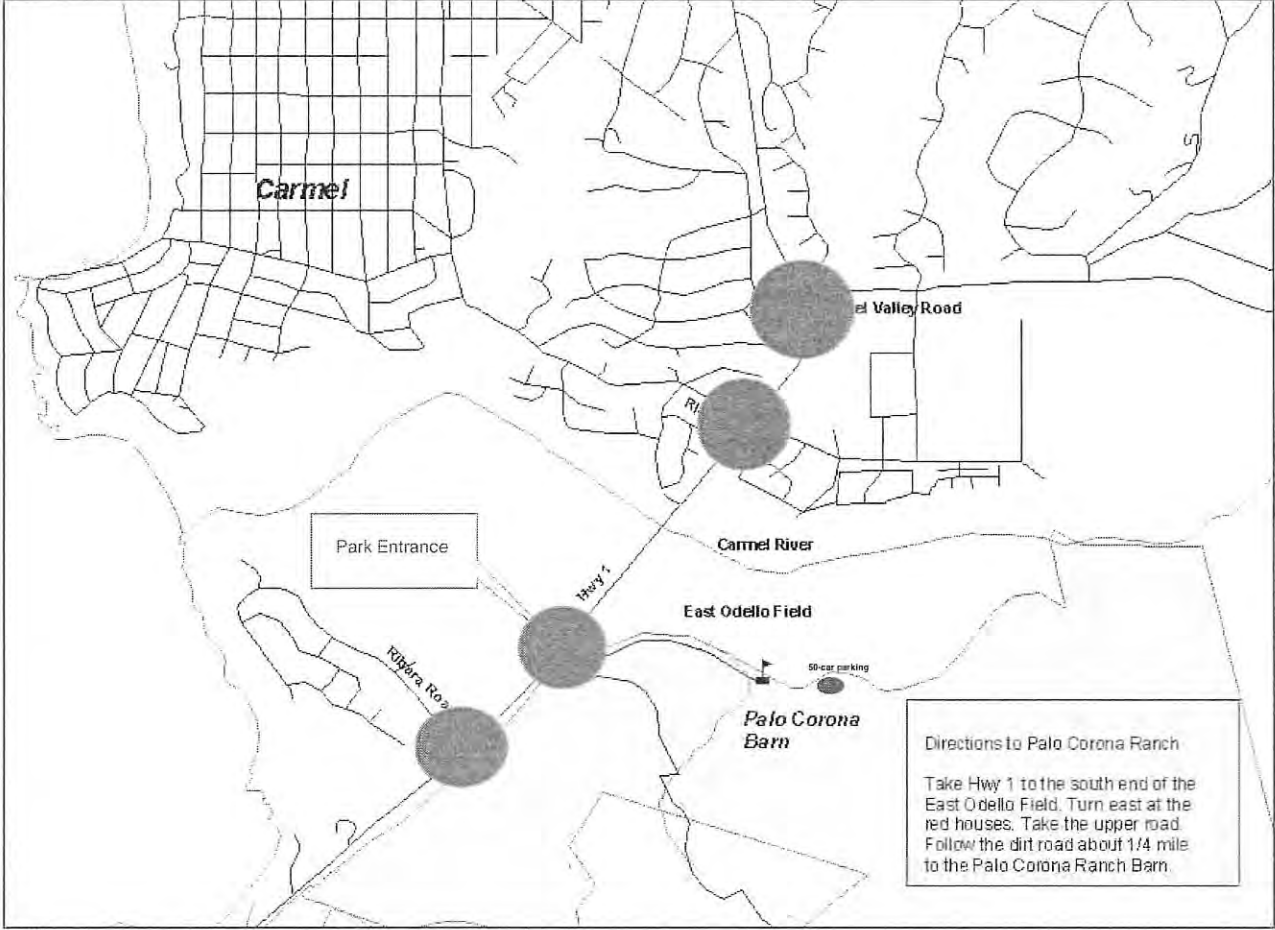 Carmel
el Valley Road
Ri
Park Entrance
Carmel River
Hwy 1
East Odello Field
Ribera Roa
50-car parking
Palo Corona
Barn
Directions to Palo Corona Ranch
Take Hwy 1 to the south end of the
East Odello Field. Turn east at the
red houses. Take the upper road.
Follow the dirt road about 1/4 mile
to the Palo Corona Ranch Barn.